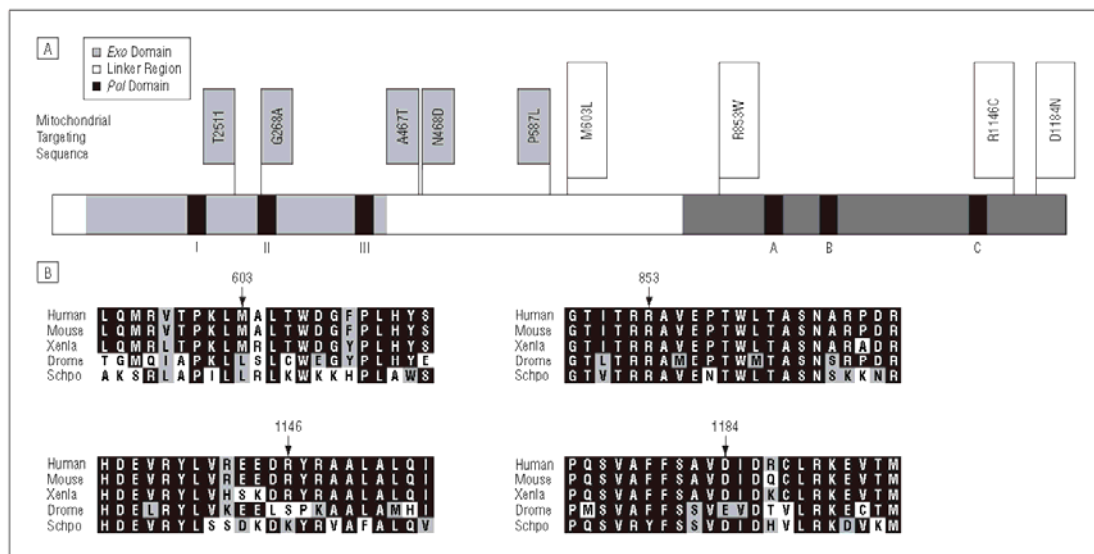 A
Exo Domain
Linker Region
Pol Domain
Mitochondrial
Targeting
Sequence
T2511
G268A
A467T
N468D
P587L
M603L
R853W
R1146C
D1184N
I II III A B C
B
603
Human L Q M R V T P K L M A L T W D G F P L H Y S
Mouse L Q M R V T P K L M A L T W D G F P L H Y S
Xenla L Q M R L T P K L M R L T W D G Y P L H Y S
Drome T G M Q I A P K L L S L C W E G Y P L H Y E
Schpo A K S R L A P I L L R L K W K K H P L A W S
853
Human G T I T R R A V E P T W L T A S N A R P D R
Mouse G T I T R R A V E P T W L T A S N A R P D R
Xenla G T I T R R A V E P T W L T A S N A R A D R
Drome G T L T R R A M E P T W M T A S N S R P D R
Schpo G T V T R R A V E N T W L T A S N S K K N R
1146
Human H D E V R Y L V R E E D R Y R A A L A L Q I
Mouse H D E V R Y L V R E E D R Y R A A L A L Q I
Xenla H D E V R Y L V H S K D R Y R A A L A L Q I
Drome H D E L R Y L V K E E L S P K A A L A M H I
Schpo H D E V R Y L S S D K D K Y R V A F A L Q V
1184
Human P Q S V A F F S A V D I D R C L R K E V T M
Mouse P Q S V A F F S A V D I D Q C L R K E V T M
Xenla P Q S V A F F S A V D I D K C L R K E V T M
Drome P M S V A F F S S V E V D T V L R K E C T M
Schpo P Q S V R Y F S S V D I D H V L R K D V K M